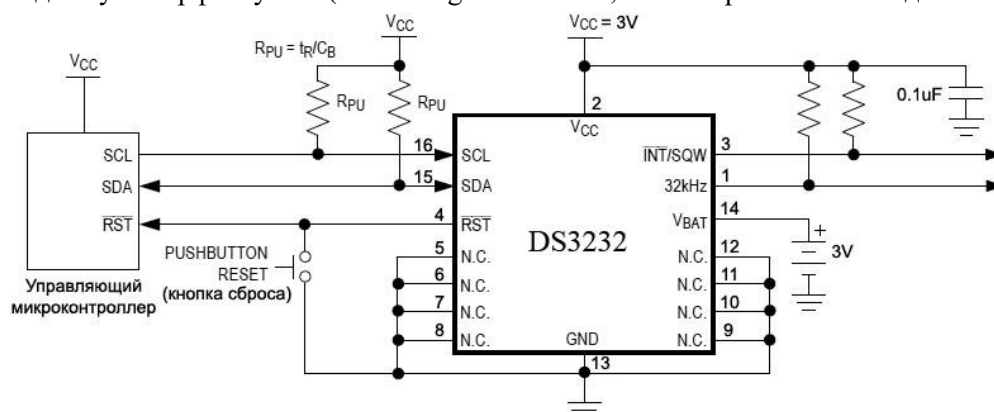 V_CC
V_CC
R_PU = t_R/C_B
V_CC = 3V
R_PU
R_PU
0.1uF
2
V_CC
SCL
16
SCL
INT/SQW
3
SDA
15
SDA
32kHz
1
RST
4
RST
V_BAT
14
DS3232
+
3V
PUSHBUTTON
RESET
(кнопка сброса)
Управляющий
микроконтроллер
5
N.C.
N.C.
12
6
N.C.
N.C.
11
7
N.C.
N.C.
10
8
N.C.
N.C.
9
GND
13